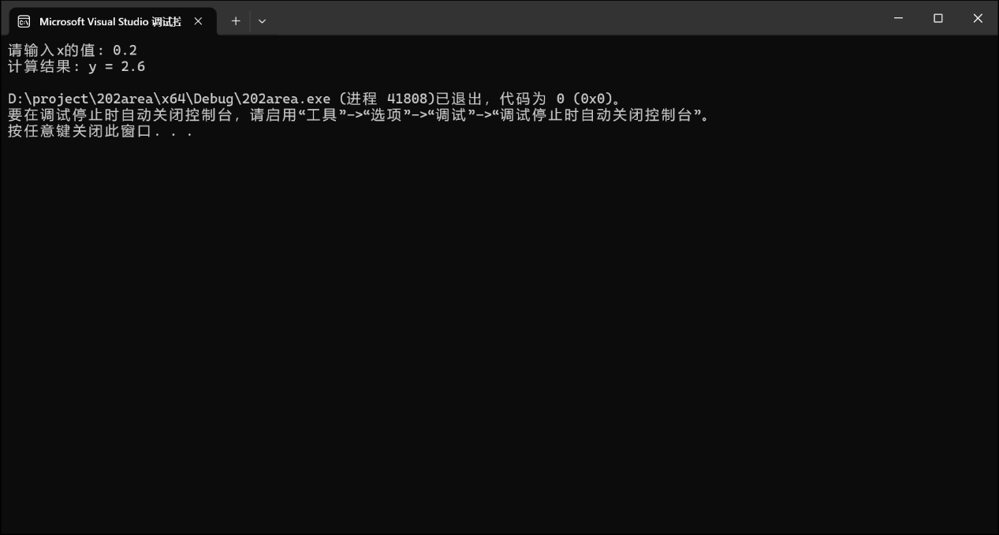 Microsoft Visual Studio 调试控
请输入x的值: 0.2
计算结果: y = 2.6
D:\project\202area\x64\Debug\202area.exe (进程 41808)已退出，代码为 0 (0x0)。
要在调试停止时自动关闭控制台，请启用“工具”->“选项”->“调试”->“调试停止时自动关闭控制台”。
按任意键关闭此窗口. . .